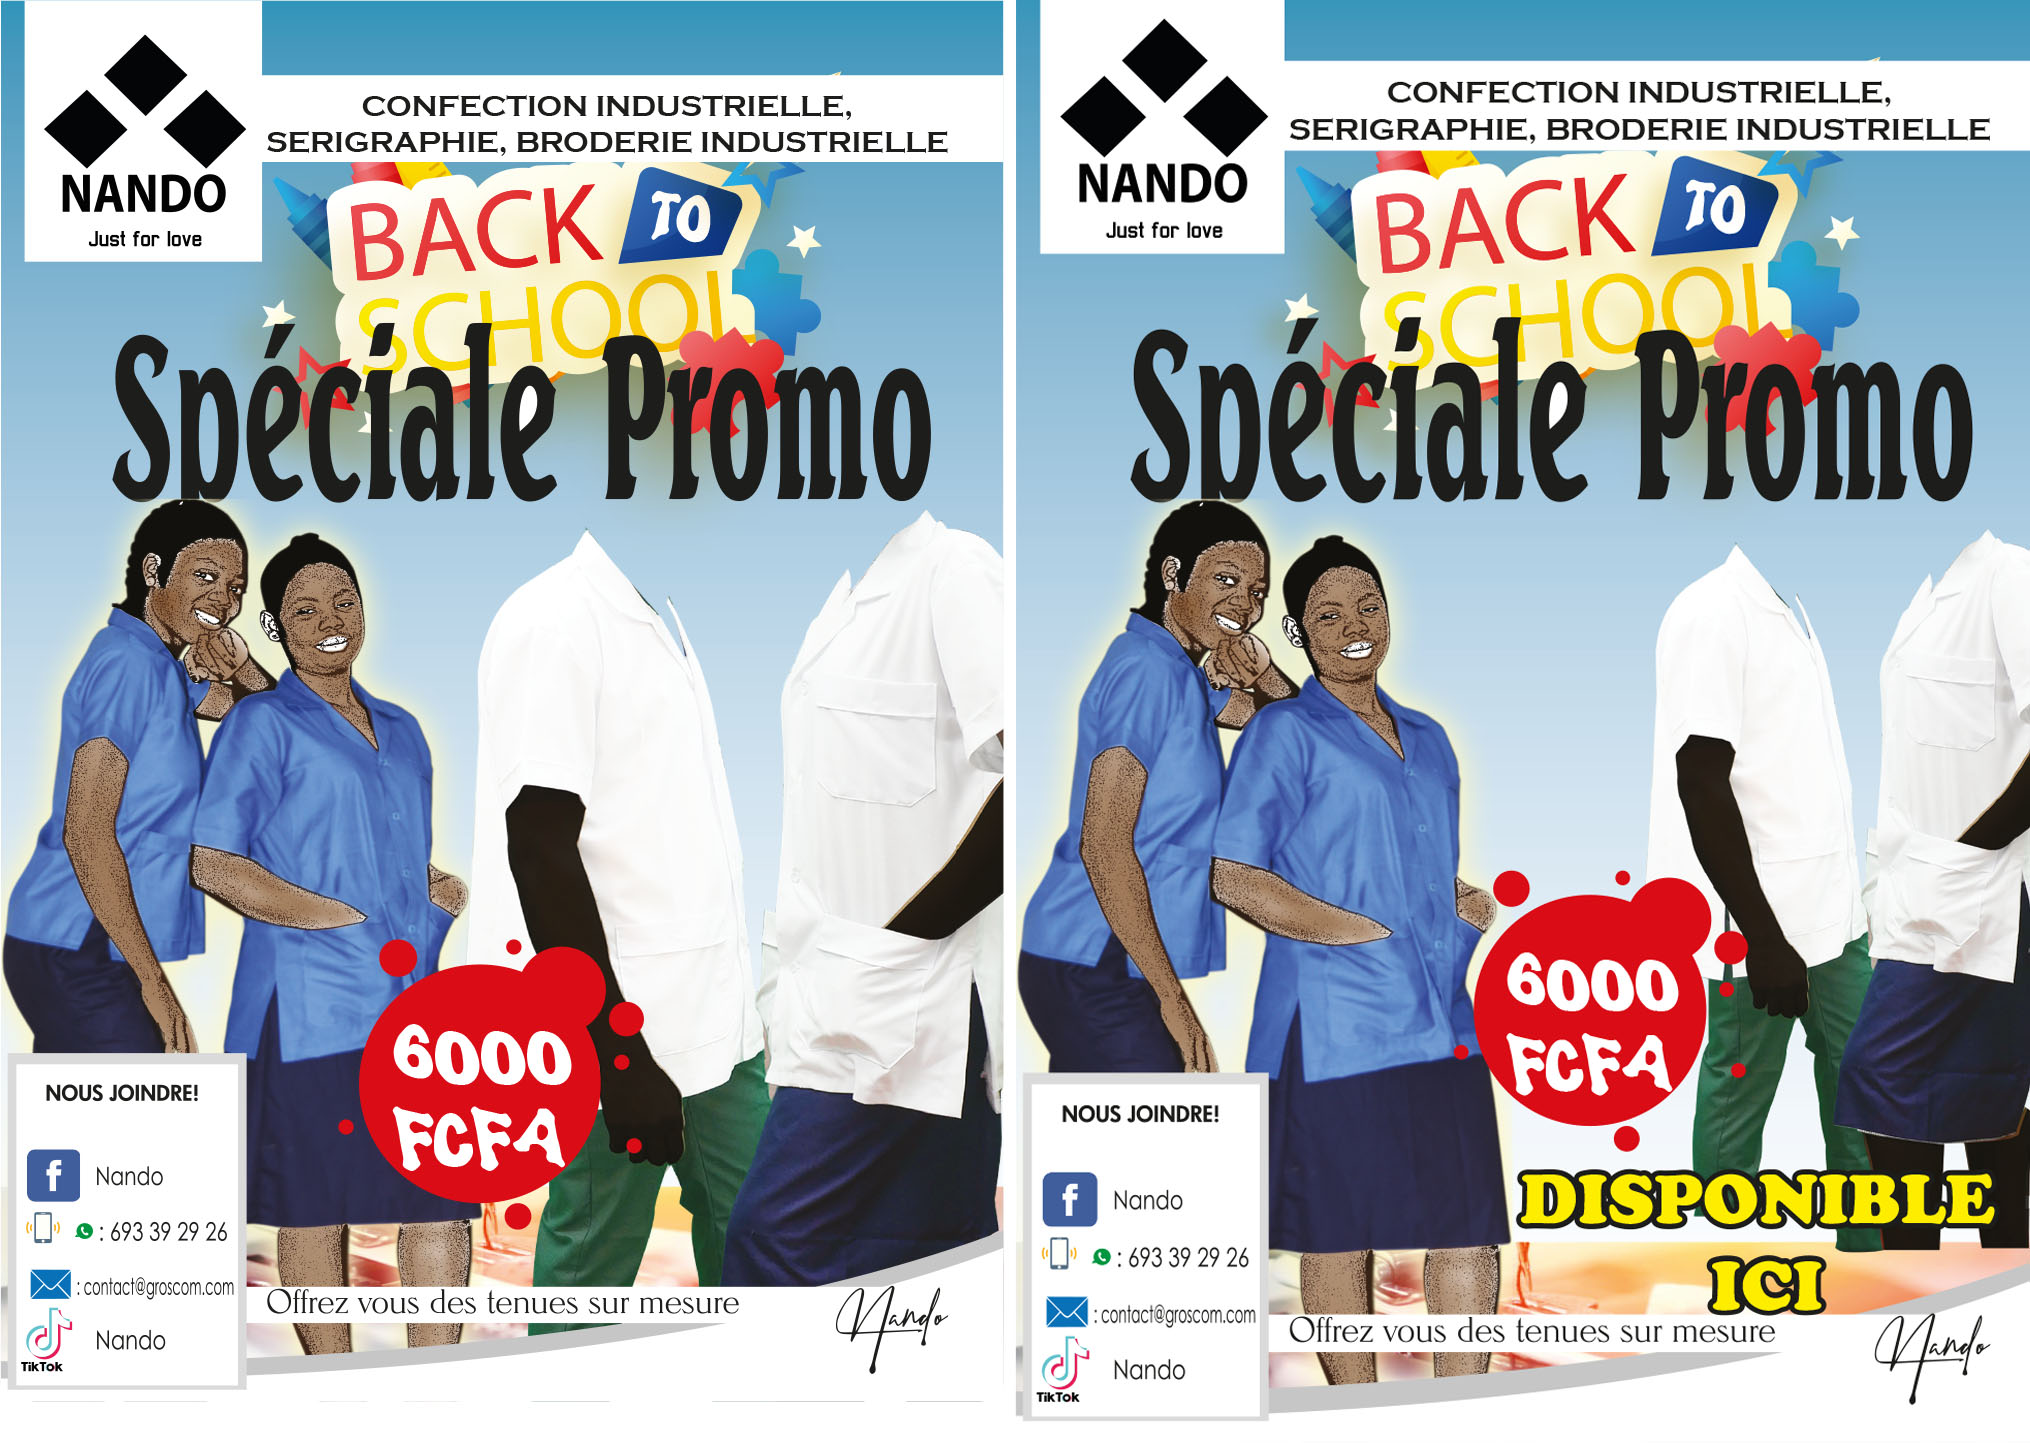 NANDO
Just for love
CONFECTION INDUSTRIELLE,
SERIGRAPHIE, BRODERIE INDUSTRIELLE
BACK TO
SCHOOL
Spéciale Promo
6000
FCFA
NOUS JOINDRE!
Nando
: 693 39 29 26
: contact@groscom.com
Nando
TikTok
Offrez vous des tenues sur mesure
Nando
NANDO
Just for love
CONFECTION INDUSTRIELLE,
SERIGRAPHIE, BRODERIE INDUSTRIELLE
BACK TO
SCHOOL
Spéciale Promo
6000
FCFA
DISPONIBLE
ICI
NOUS JOINDRE!
Nando
: 693 39 29 26
: contact@groscom.com
Nando
TikTok
Offrez vous des tenues sur mesure
Nando